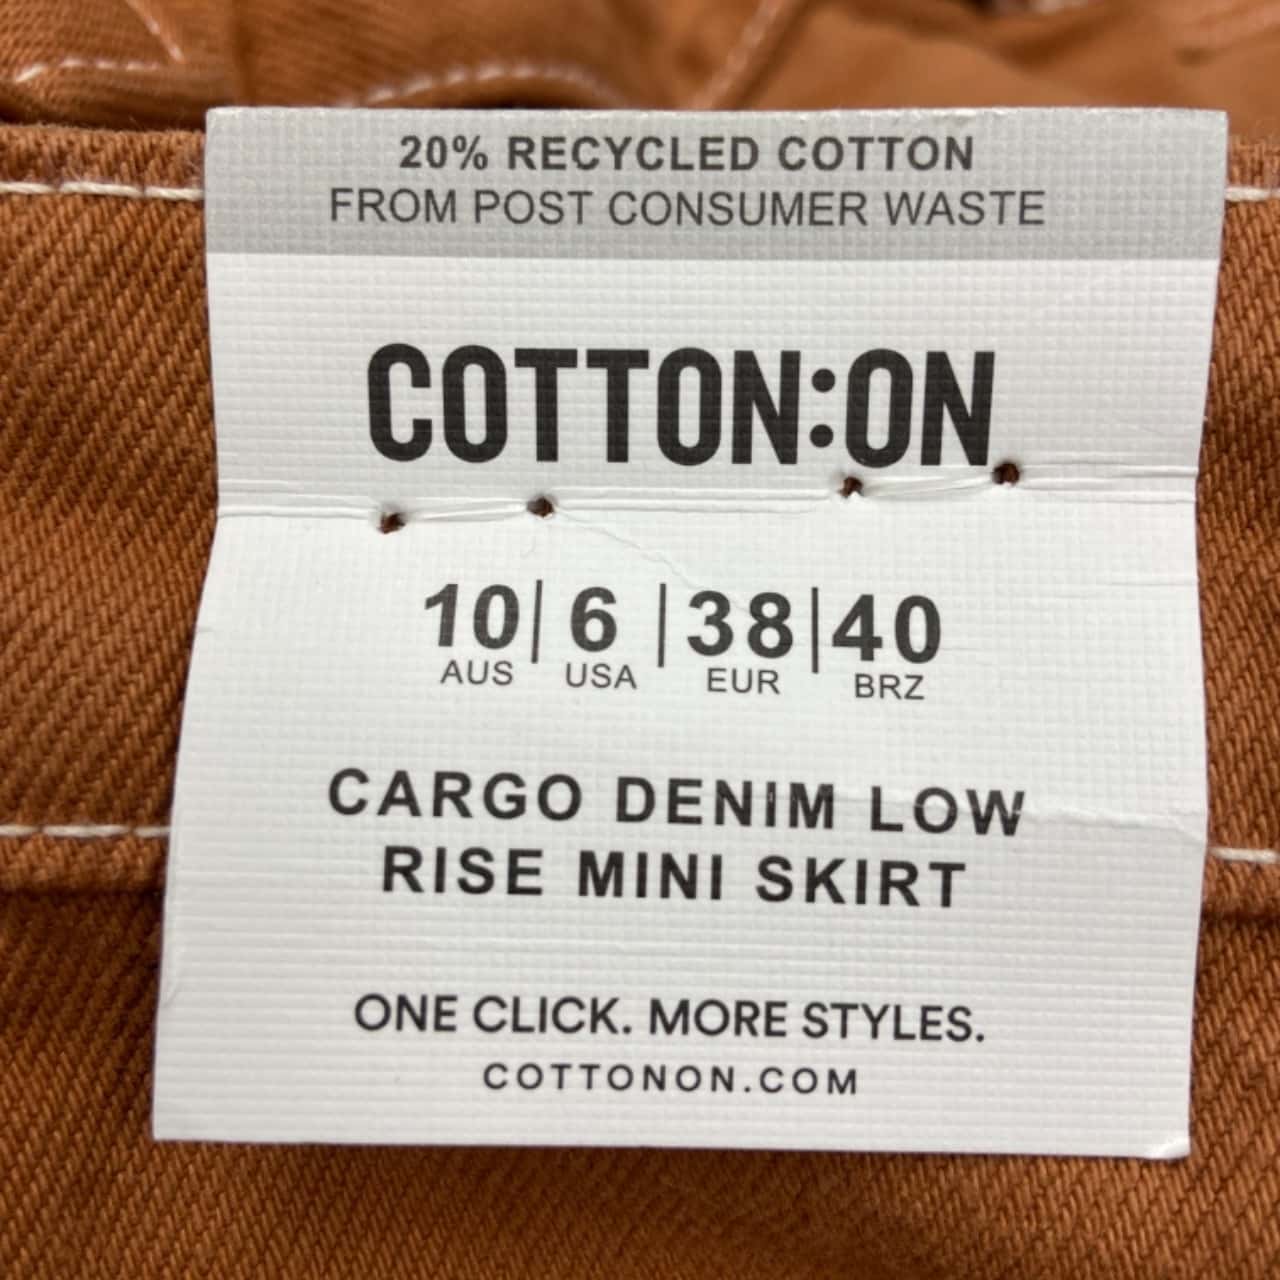 20% RECYCLED COTTON
FROM POST CONSUMER WASTE
COTTON:ON
10 | 6 | 38 | 40
AUS USA EUR BRZ
CARGO DENIM LOW
RISE MINI SKIRT
ONE CLICK. MORE STYLES.
COTTONON.COM